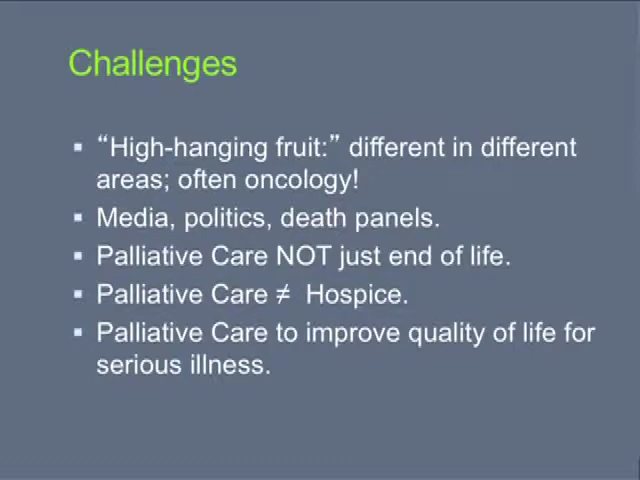 Challenges
▪ “High-hanging fruit:” different in different
areas; often oncology!
▪ Media, politics, death panels.
▪ Palliative Care NOT just end of life.
▪ Palliative Care ≠ Hospice.
▪ Palliative Care to improve quality of life for
serious illness.